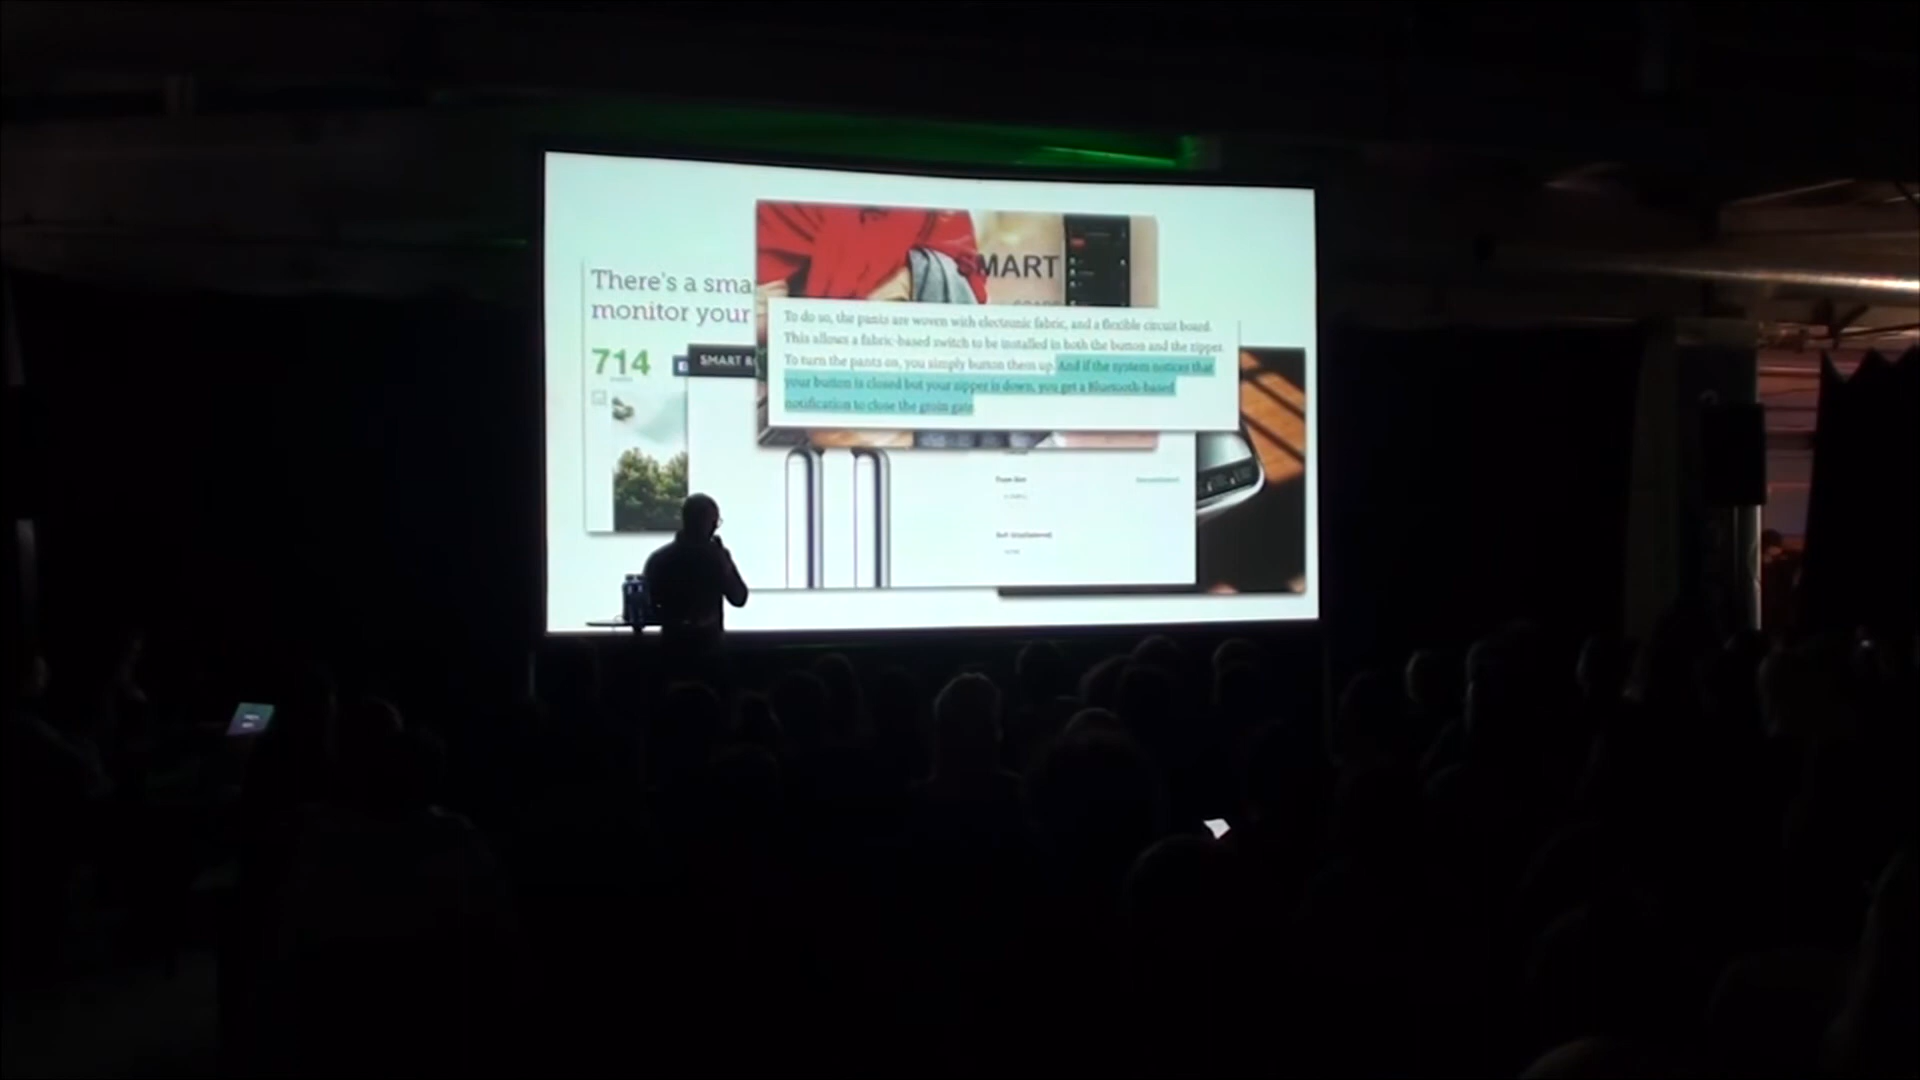 There's a sma
monitor your
714
SMART
SMART R
To do so, the pants are woven with electronic fabric, and a flexible circuit board.
This allows a fabric-based switch to be installed in both the button and the zipper.
To turn the pants on, you simply button them up. And if the system notices that
your button is closed but your zipper is down, you get a Bluetooth-based
notification to close the groin gate